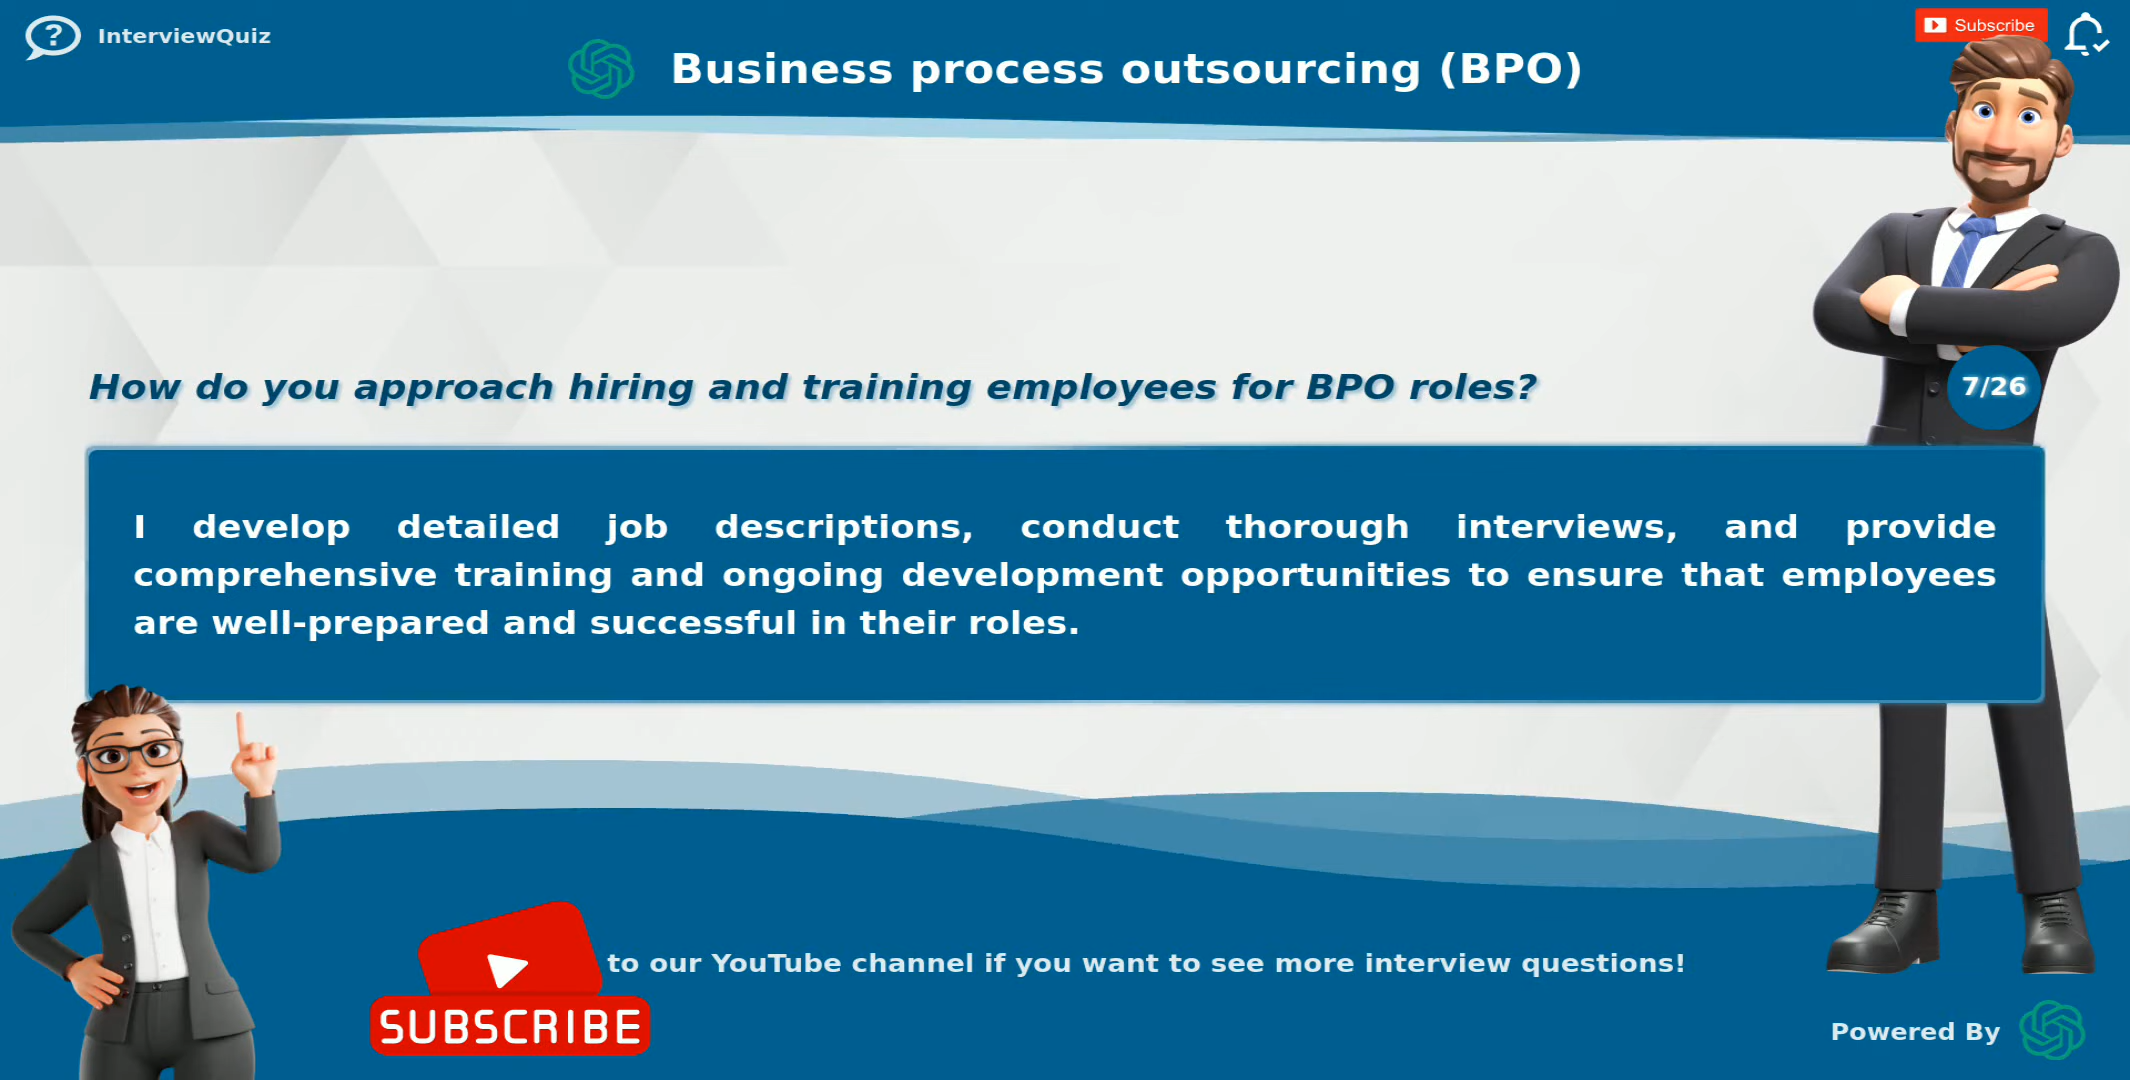 InterviewQuiz
Subscribe
Business process outsourcing (BPO)
How do you approach hiring and training employees for BPO roles?
7/26
I develop detailed job descriptions, conduct thorough interviews, and provide
comprehensive training and ongoing development opportunities to ensure that employees
are well-prepared and successful in their roles.
to our YouTube channel if you want to see more interview questions!
SUBSCRIBE
Powered By